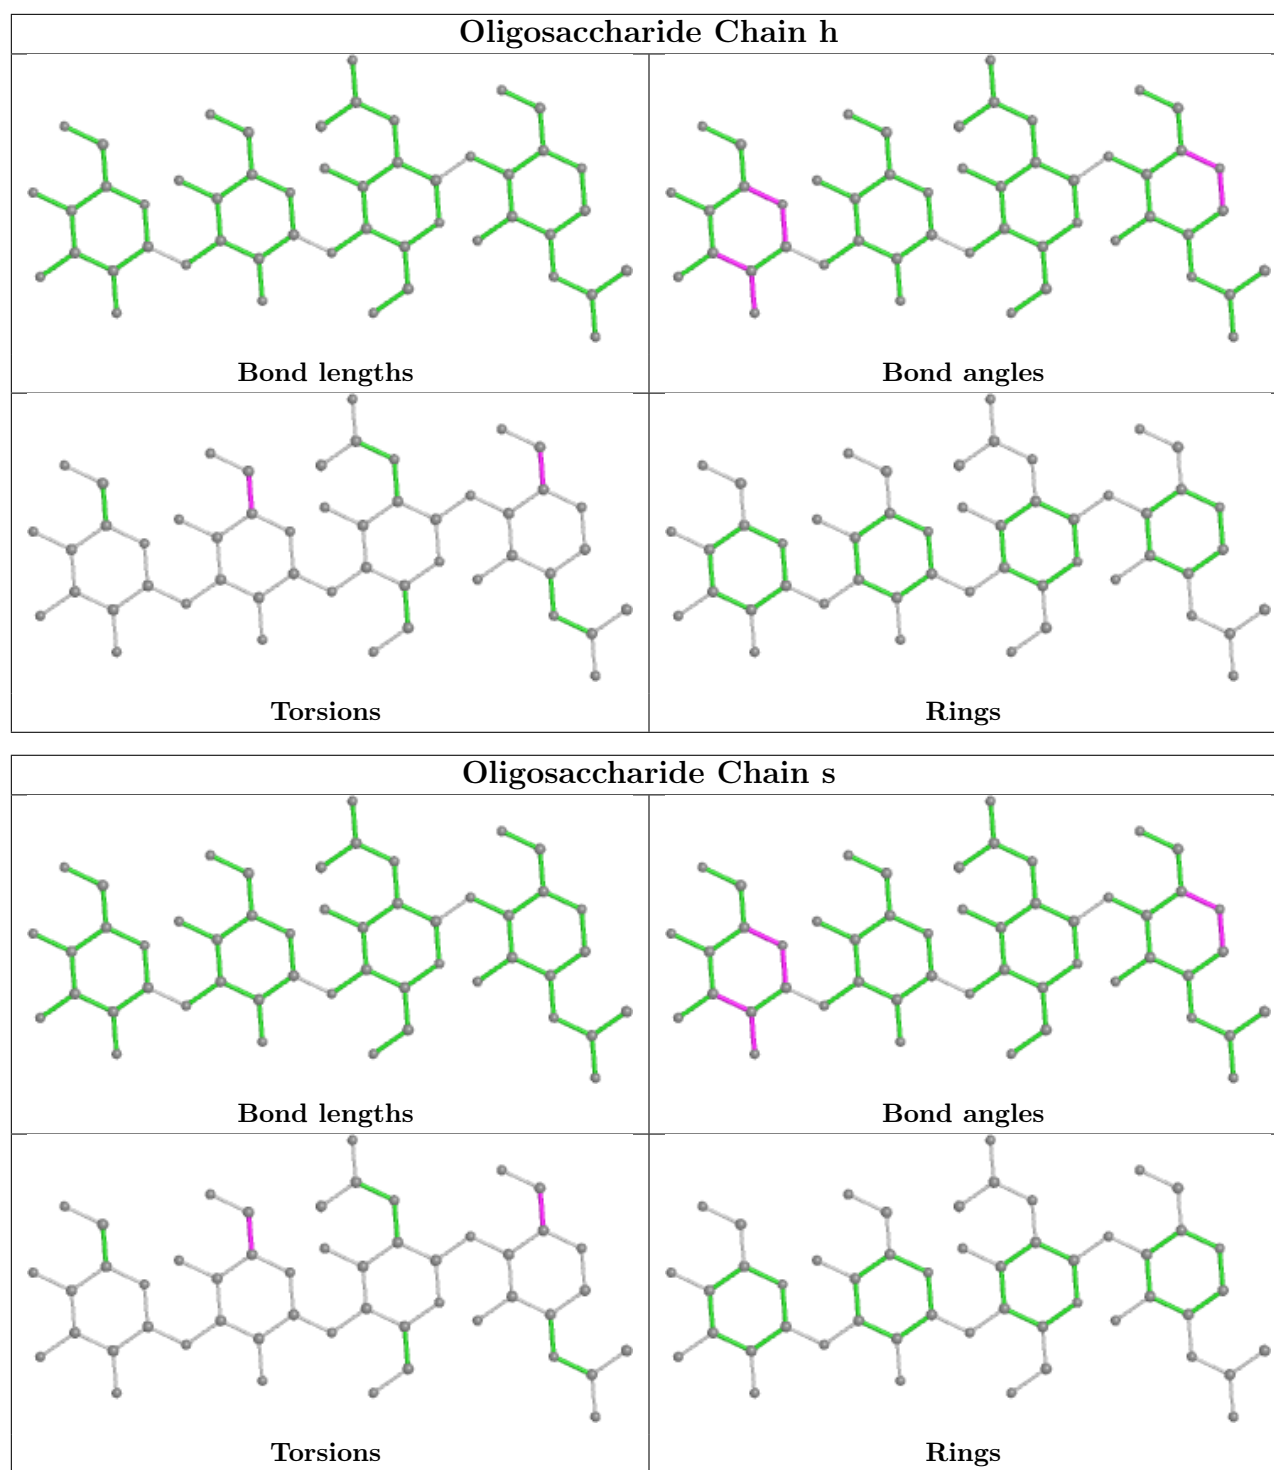 Oligosaccharide Chain h
Bond lengths
Bond angles
Torsions
Rings
Oligosaccharide Chain s
Bond lengths
Bond angles
Torsions
Rings